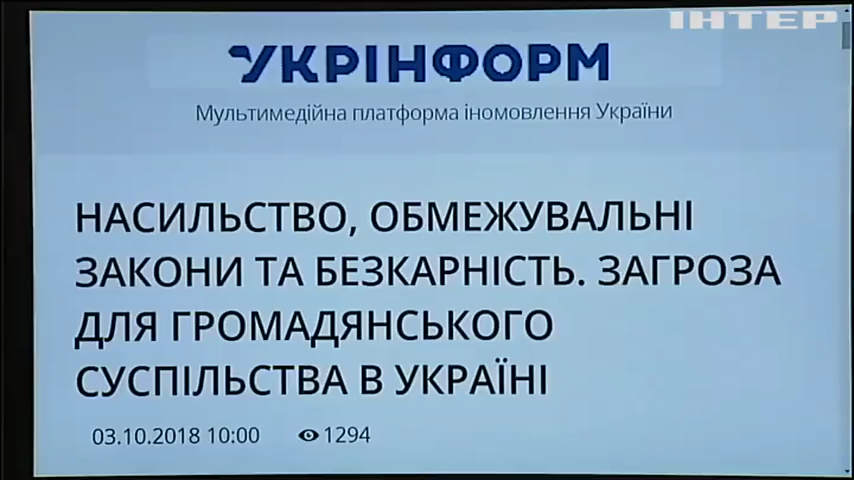 ІНТЕР
УКРІНФОРМ
Мультимедійна платформа іномовлення України
НАСИЛЬСТВО, ОБМЕЖУВАЛЬНІ
ЗАКОНИ ТА БЕЗКАРНІСТЬ. ЗАГРОЗА
ДЛЯ ГРОМАДЯНСЬКОГО
СУСПІЛЬСТВА В УКРАЇНІ
03.10.2018 10:00 1294